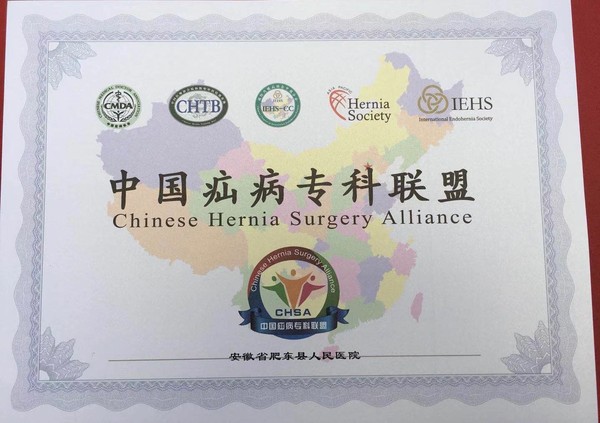 CMDA
CHTB
IEHS-CC
Hernia
Society
IEHS
International Endohernia Society
中国疝病专科联盟
Chinese Hernia Surgery Alliance
Chinese Hernia Surgery Alliance
CHSA
中国疝病专科联盟
安徽省肥东县人民医院